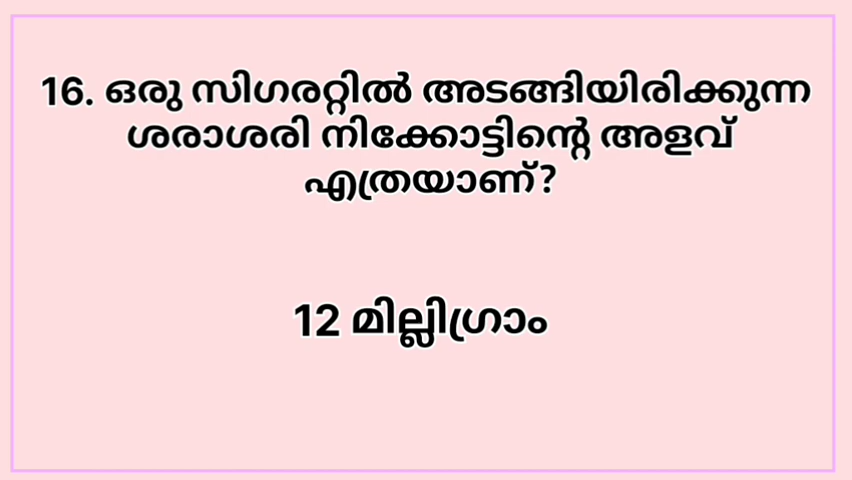 16. ഒരു സിഗരറ്റിൽ അടങ്ങിയിരിക്കുന്ന
ശരാശരി നിക്കോട്ടിന്റെ അളവ്
എത്രയാണ്?
12 മില്ലിഗ്രാം